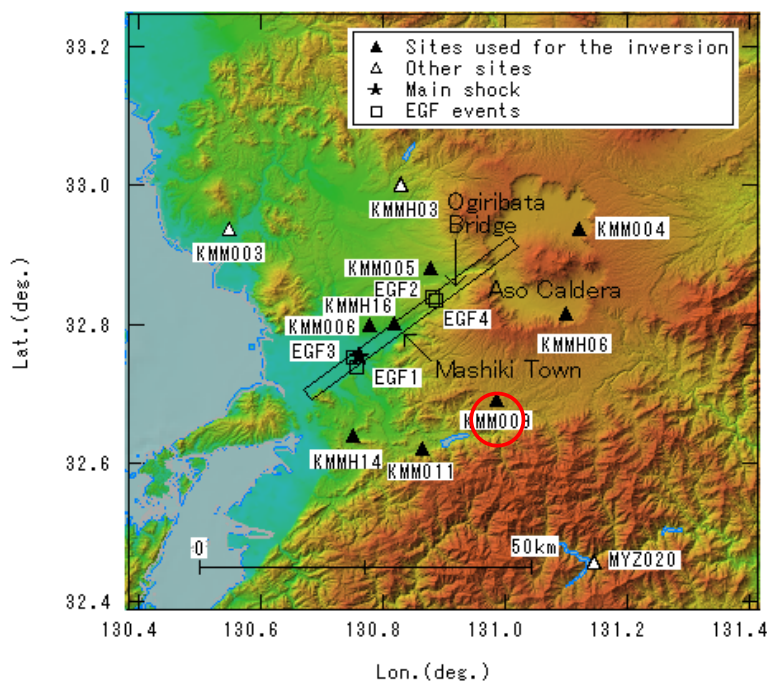 33.2
33.0
32.8
32.6
32.4
Lat.(deg.)
Sites used for the inversion
Other sites
Main shock
EGF events
KMMH03
Ogiribata
Bridge
KMM003
KMM004
KMM005
EGF2
KMMH16
Aso Caldera
KMM006
EGF4
KMMH06
EGF3
Mashiki Town
EGF1
KMM009
KMMH14
KMM011
0
50km
MYZ020
130.4
130.6
130.8
131.0
131.2
131.4
Lon.(deg.)